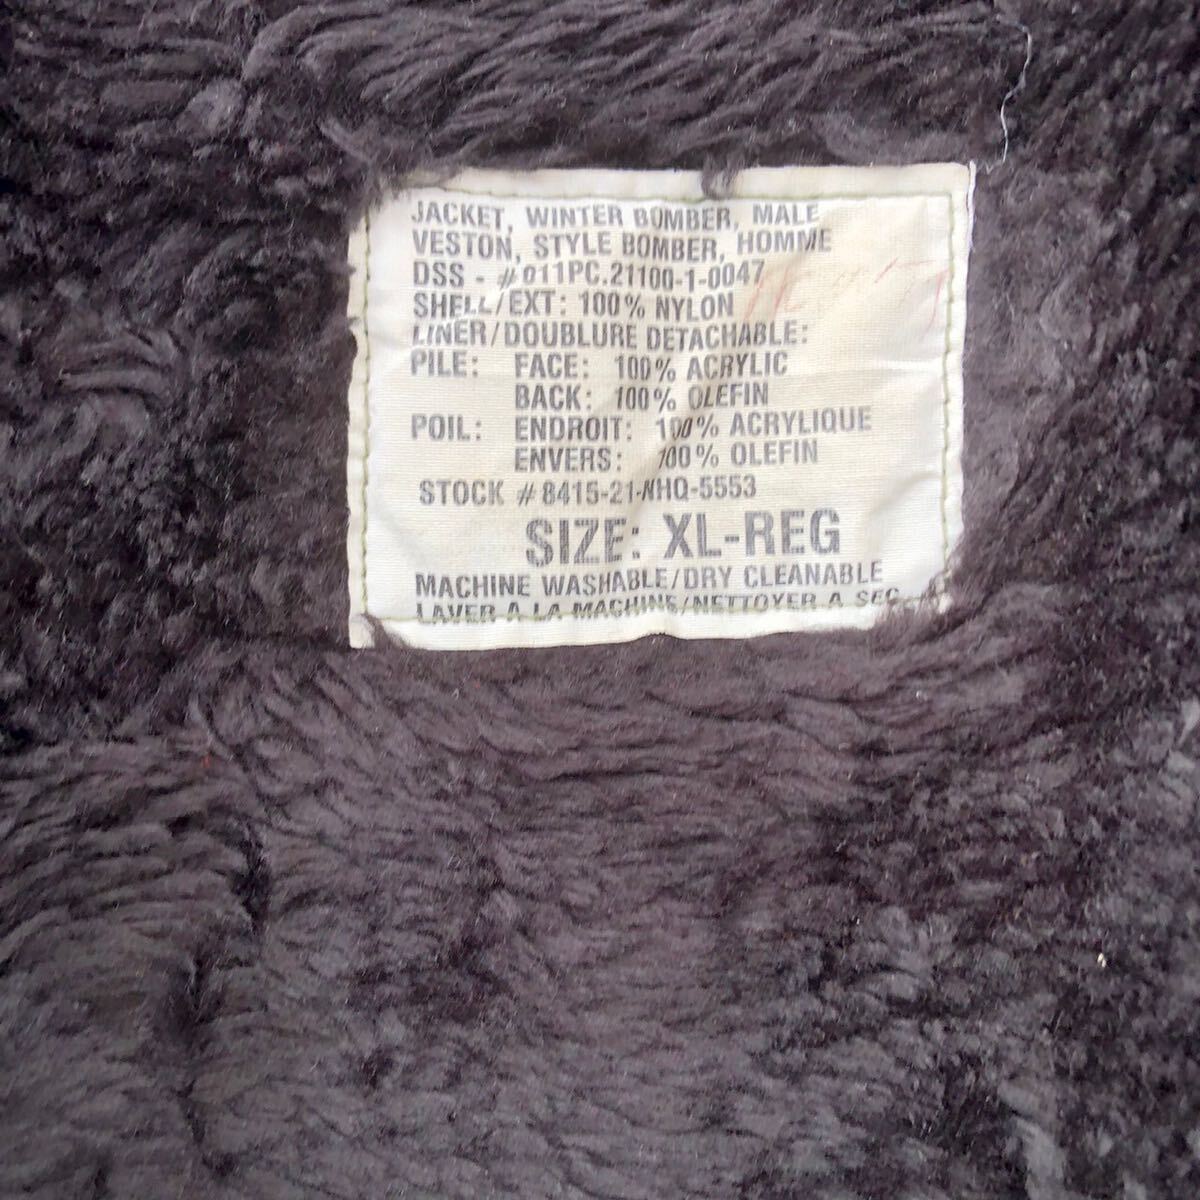 JACKET, WINTER BOMBER, MALE
VESTON, STYLE BOMBER, HOMME
DSS - #011PC.21100-1-0047
SHELL/EXT: 100% NYLON
LINER/DOUBLURE DETACHABLE:
PILE: FACE: 100% ACRYLIC
BACK: 100% OLEFIN
POIL: ENDROIT: 100% ACRYLIQUE
ENVERS: 100% OLEFIN
STOCK #8415-21-NHQ-5553
SIZE: XL-REG
MACHINE WASHABLE/DRY CLEANABLE
LAVER A LA MACHINE/NETTOYER A SEC